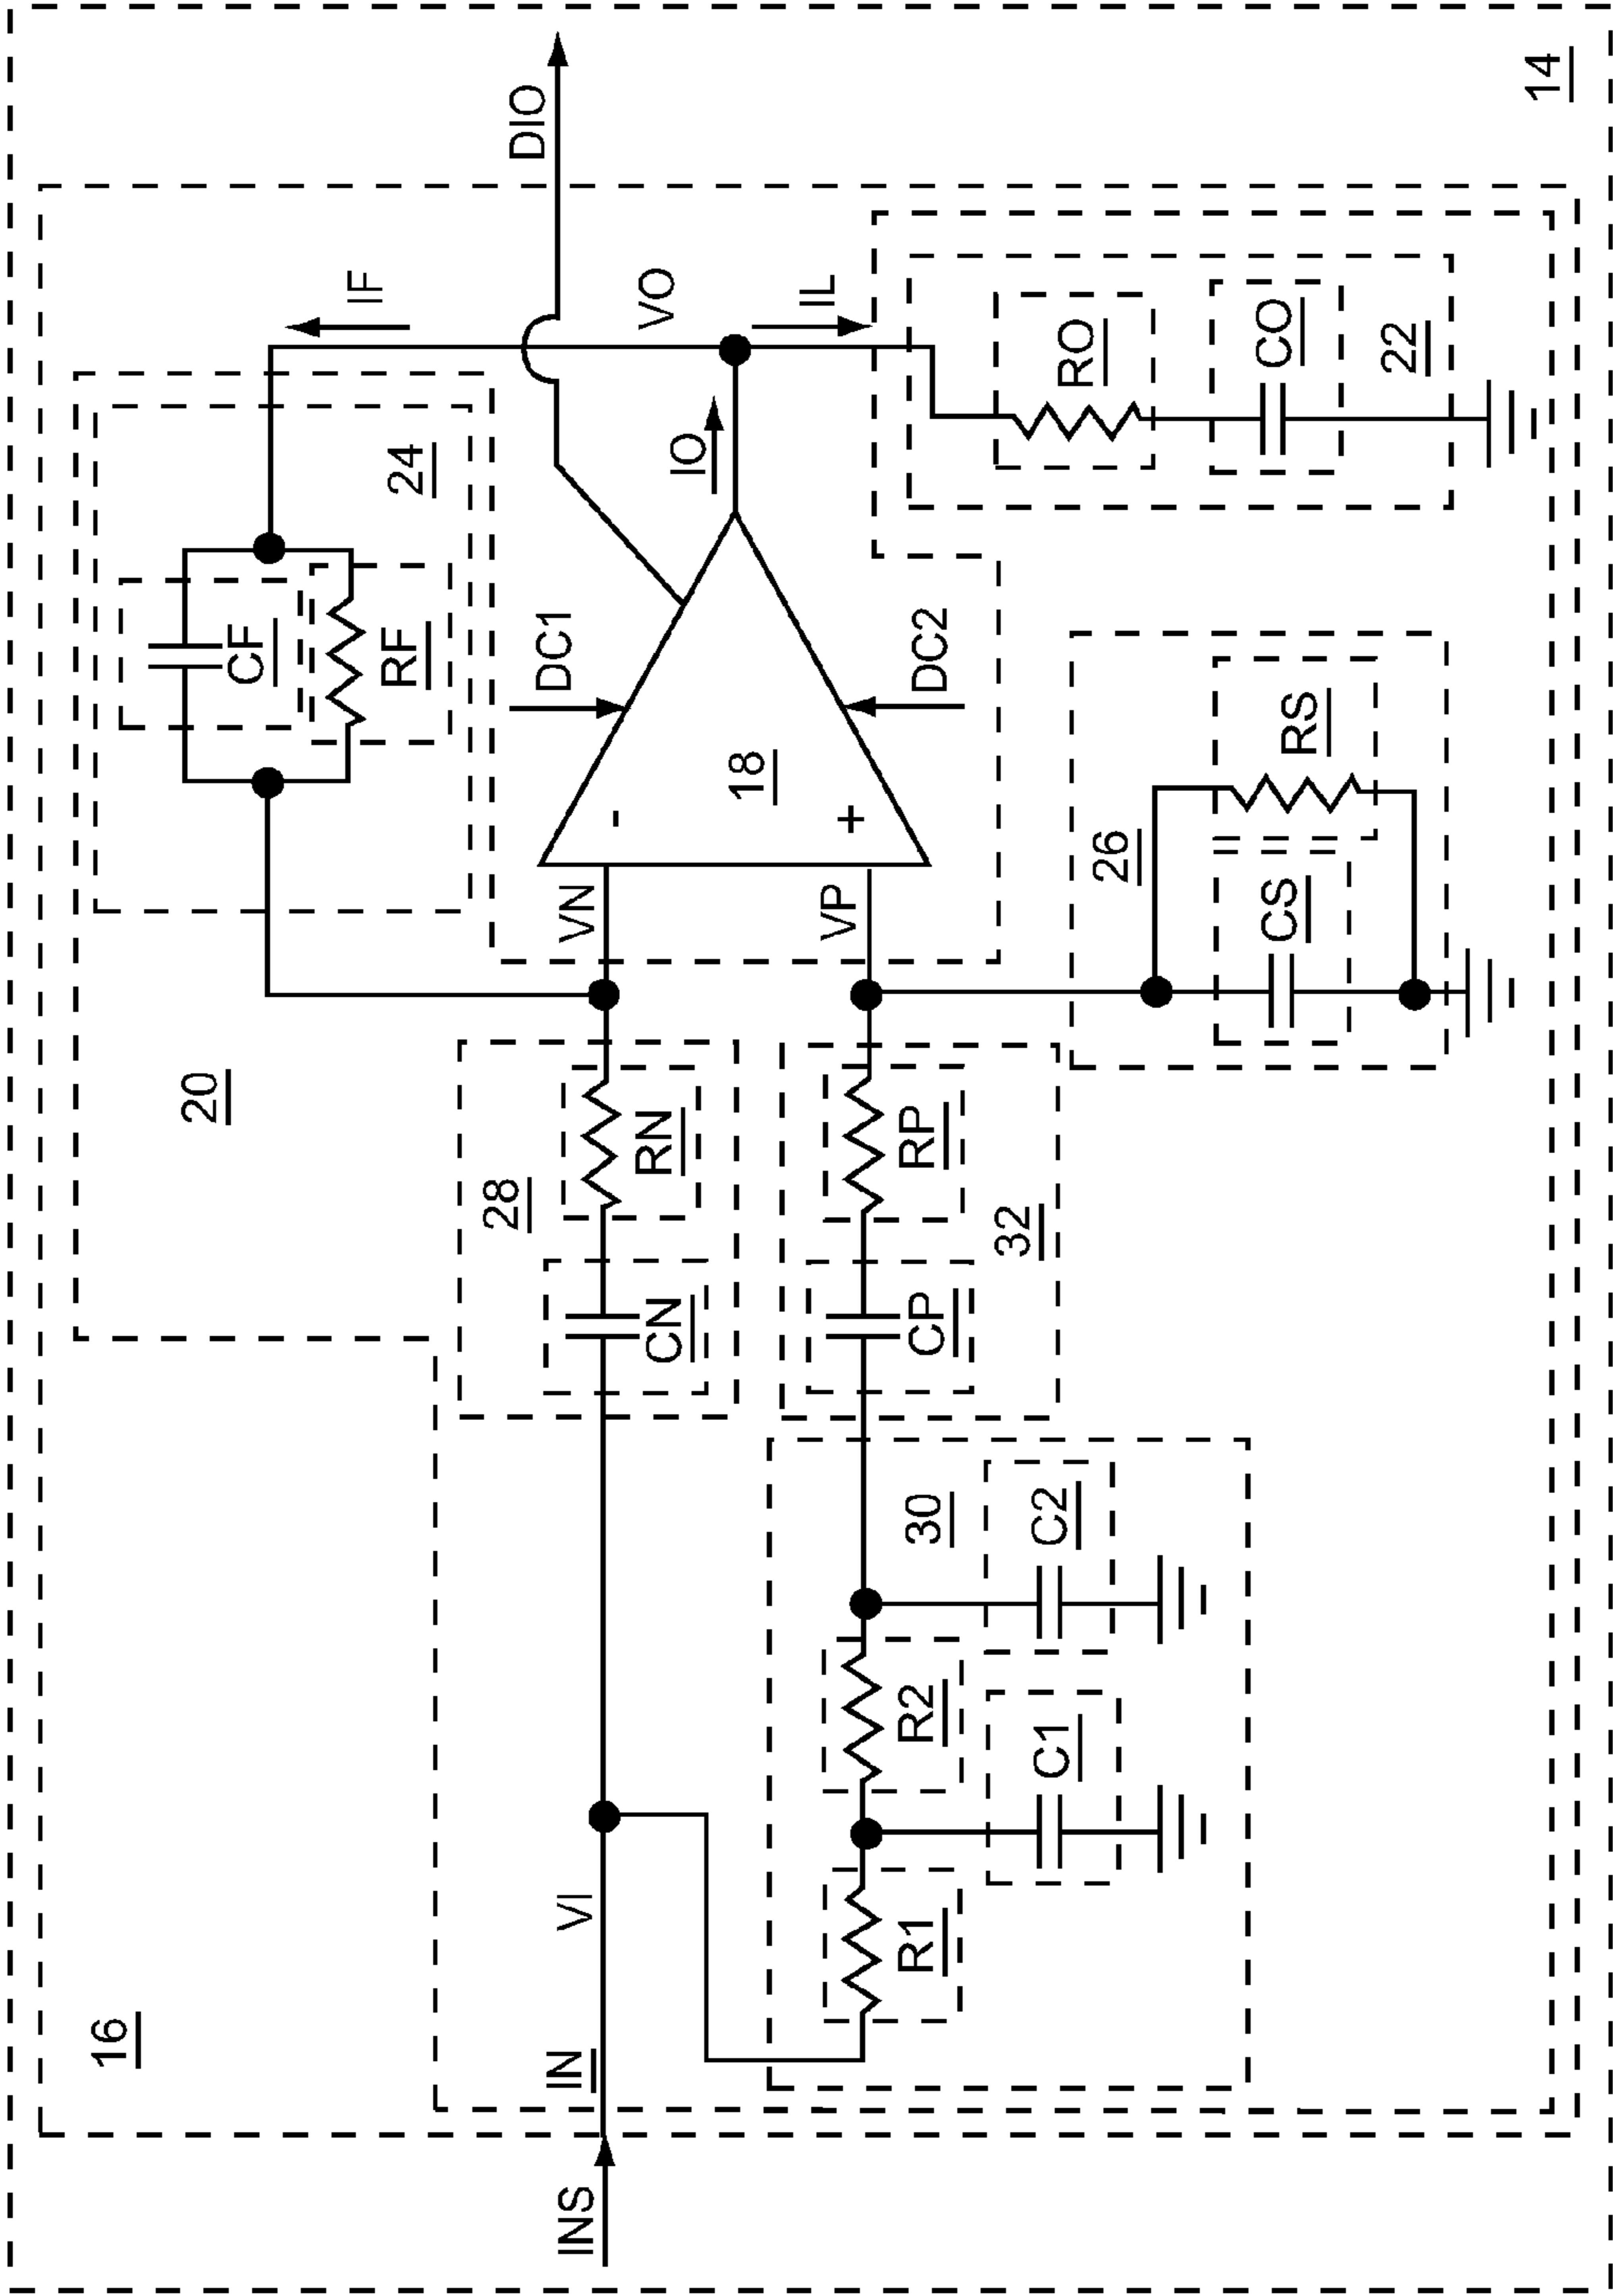 16
20
24
CF
RF
IF
DIO
DC1
VN
-
18
+
IO
VO
IL
VP
DC2
INS
IN
VI
28
CN
RN
CP
RP
32
30
R1
R2
C1
C2
26
CS
RS
RO
CO
22
14